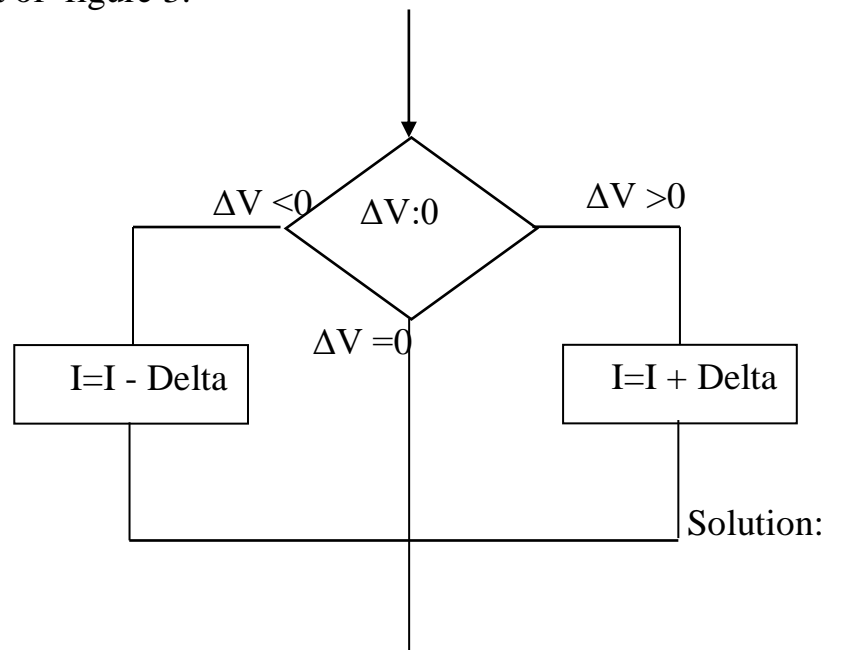 of figure 3.
ΔV <0
ΔV:0
ΔV >0
ΔV =0
I=I - Delta
I=I + Delta
Solution: